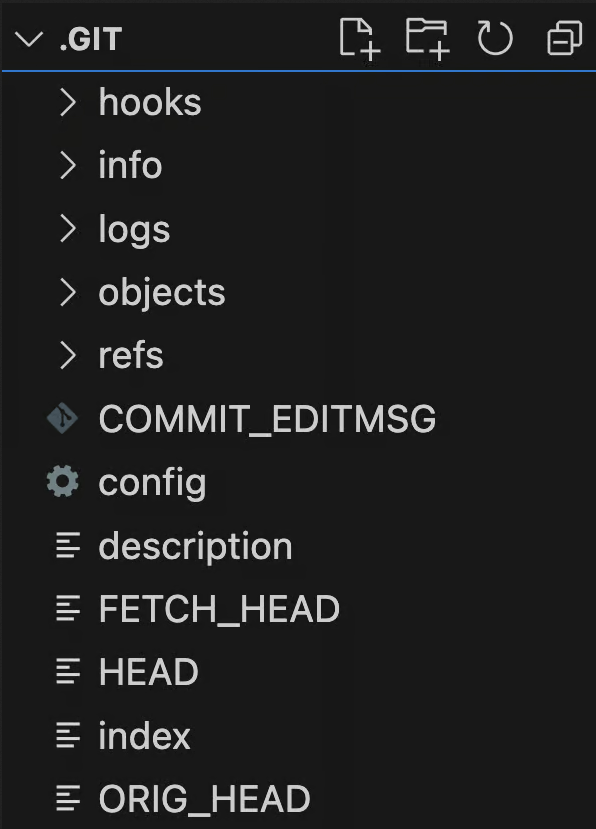 .GIT
hooks
info
logs
objects
refs
COMMIT_EDITMSG
config
description
FETCH_HEAD
HEAD
index
ORIG_HEAD